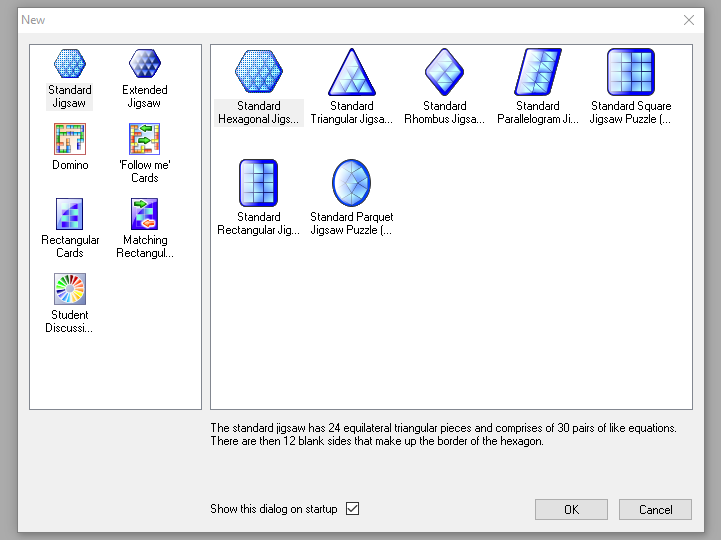 New
Standard
Jigsaw
Extended
Jigsaw
Domino
'Follow me'
Cards
Rectangular
Cards
Matching
Rectangul...
Student
Discussi...
Standard
Hexagonal Jigs...
Standard
Triangular Jigsa...
Standard
Rhombus Jigsa...
Standard
Parallelogram Ji...
Standard Square
Jigsaw Puzzle (...
Standard
Rectangular Jig...
Standard Parquet
Jigsaw Puzzle (...
The standard jigsaw has 24 equilateral triangular pieces and comprises of 30 pairs of like equations.
There are then 12 blank sides that make up the border of the hexagon.
Show this dialog on startup
OK
Cancel